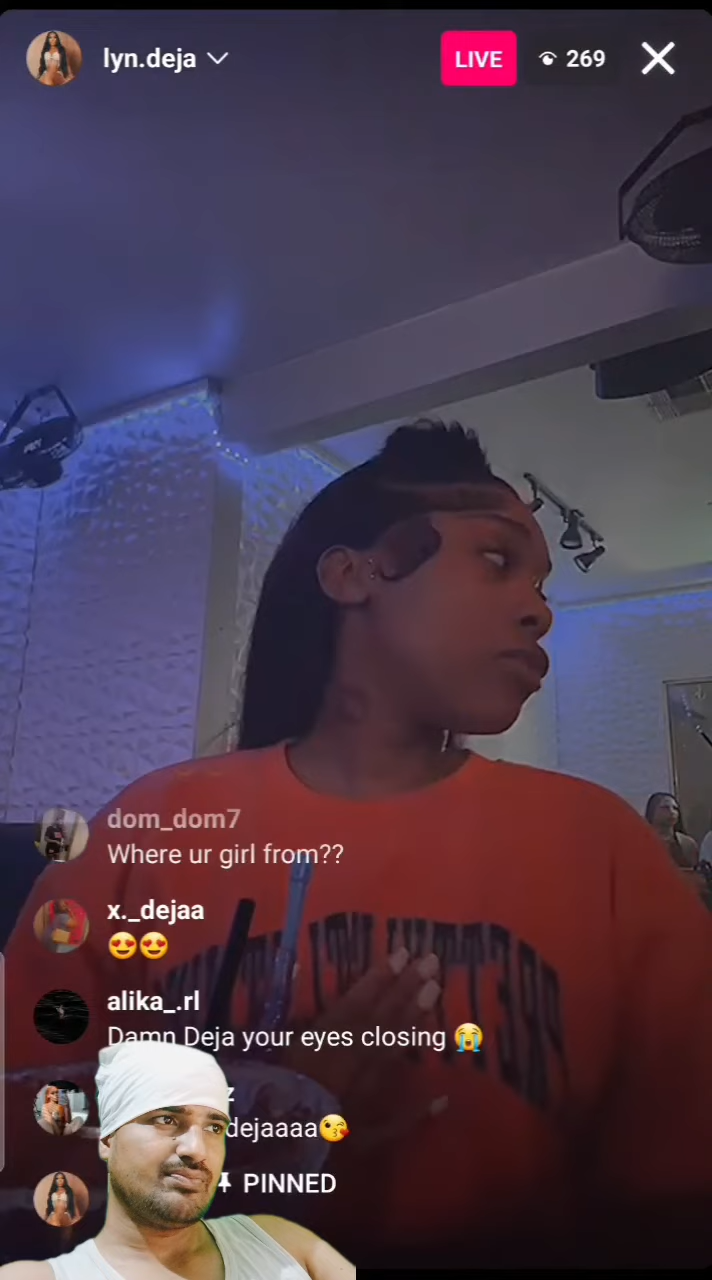 lyn.deja
LIVE
269
dom_dom7
Where ur girl from??
x._dejaa
😍😍
alika_.rl
Damn Deja your eyes closing 😭
z
dejaaaa😘
PINNED